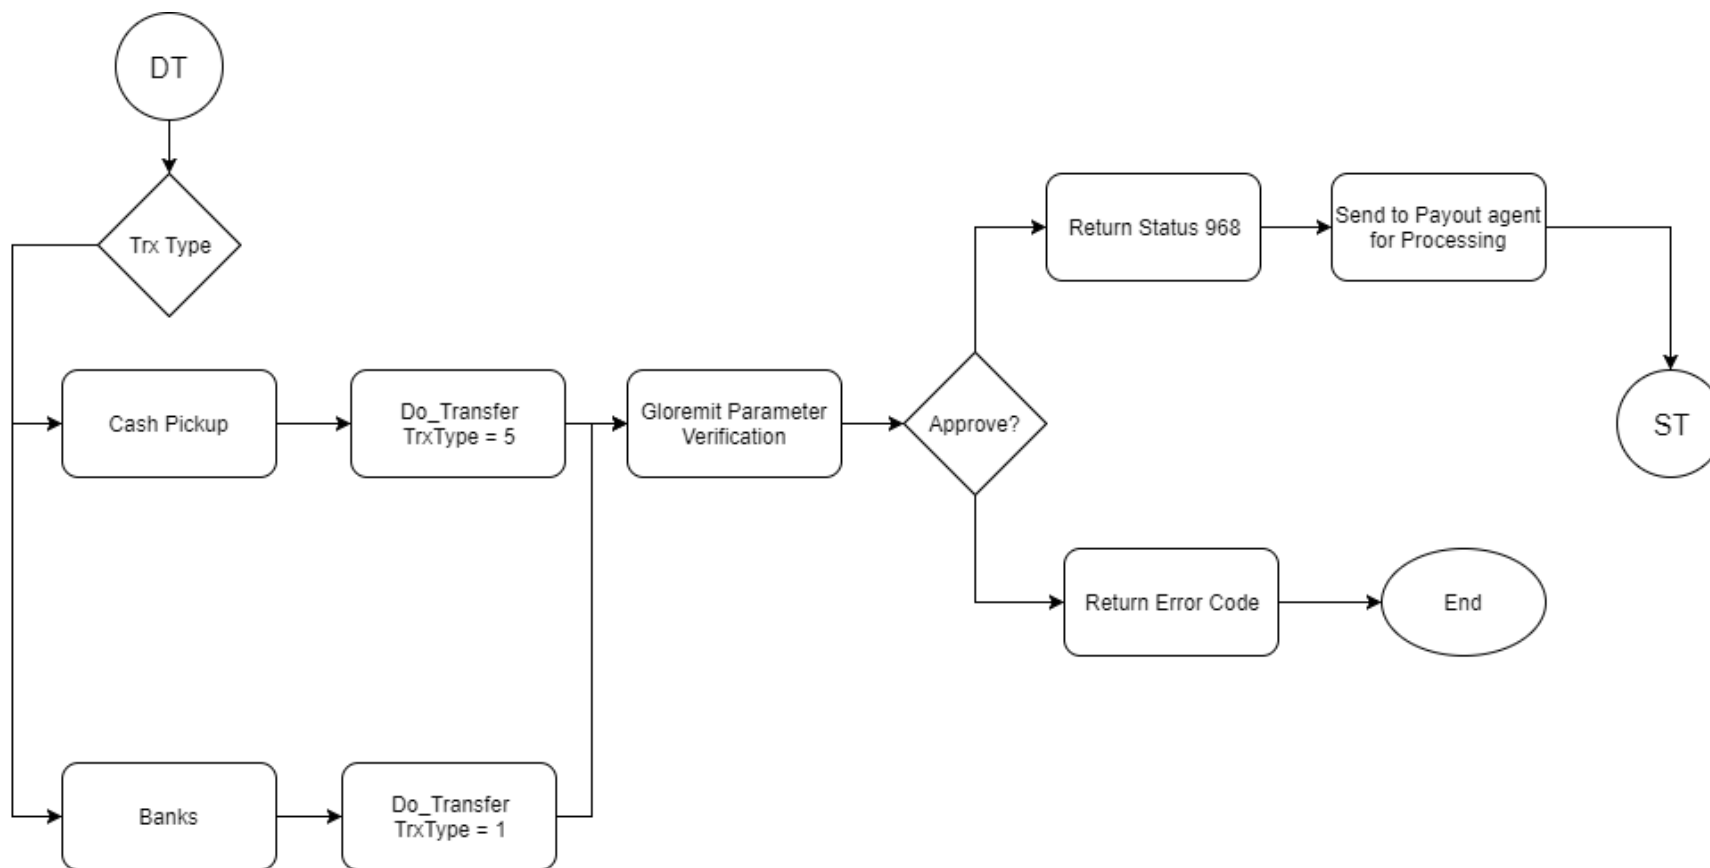 DT
Trx Type
Return Status 968
Send to Payout agent
for Processing
Cash Pickup
Do_Transfer
TrxType = 5
Gloremit Parameter
Verification
Approve?
ST
Return Error Code
End
Banks
Do_Transfer
TrxType = 1